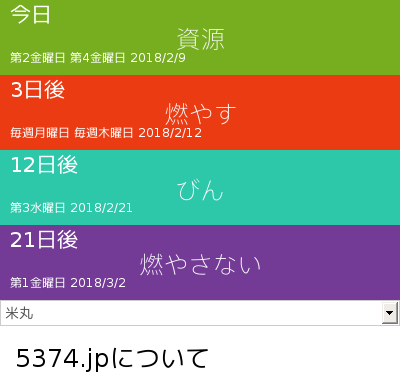 今日
資源
第2金曜日 第4金曜日 2018/2/9
3日後
燃やす
毎週月曜日 毎週木曜日 2018/2/12
12日後
びん
第3水曜日 2018/2/21
21日後
燃やさない
第1金曜日 2018/3/2
米丸
5374.jpについて